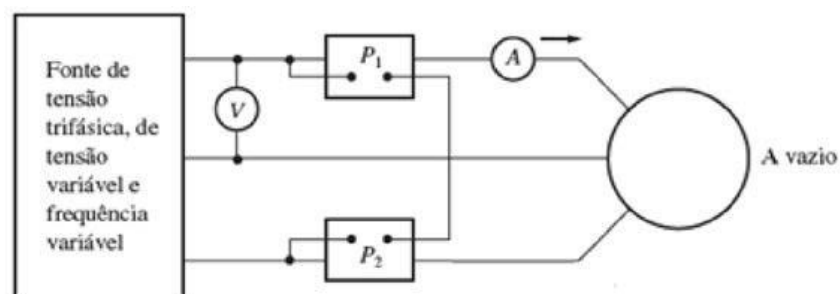 Fonte de
tensão
trifásica, de
tensão
variável e
frequência
variável
V
P1
A
A vazio
P2